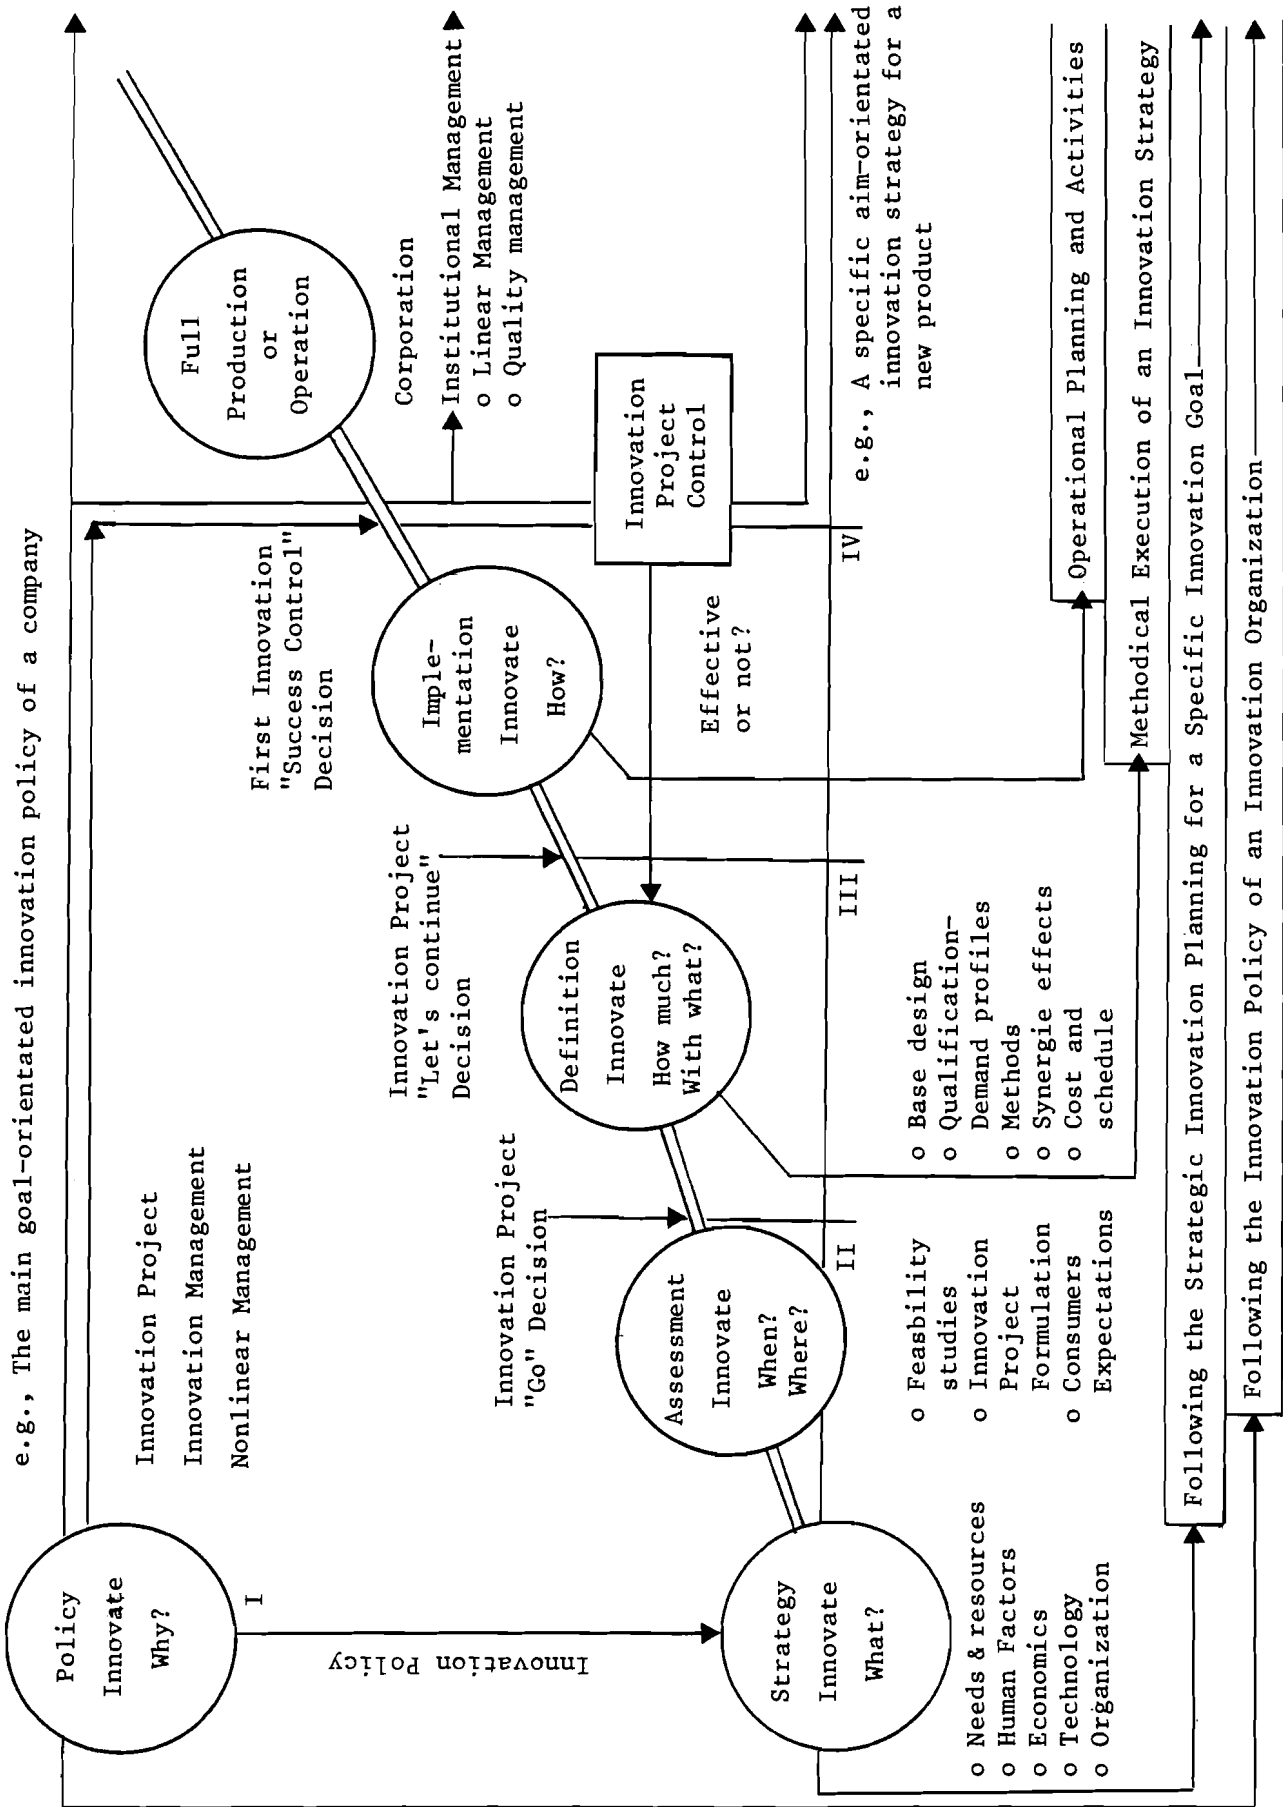 e.g., The main goal-orientated innovation policy of a company
Policy
Innovate
Why?
Innovation Project
Innovation Management
Nonlinear Management
I
Innovation Policy
Strategy
Innovate
What?
o Needs & resources
o Human Factors
o Economics
o Technology
o Organization
Innovation Project
"Go" Decision
Assessment
Innovate
When?
Where?
II
o Feasbility
studies
o Innovation
Project
Formulation
o Consumers
Expectations
Innovation Project
"Let's continue"
Decision
Definition
Innovate
How much?
With what?
III
o Base design
o Qualification-
Demand profiles
o Methods
o Synergie effects
o Cost and
schedule
First Innovation
"Success Control"
Decision
Imple-
mentation
Innovate
How?
Effective
or not?
IV
Innovation
Project
Control
Full
Production
or
Operation
Corporation
Institutional Management
o Linear Management
o Quality management
e.g., A specific aim-orientated
innovation strategy for a
new product
Operational Planning and Activities
Methodical Execution of an Innovation Strategy
Following the Strategic Innovation Planning for a Specific Innovation Goal
Following the Innovation Policy of an Innovation Organization